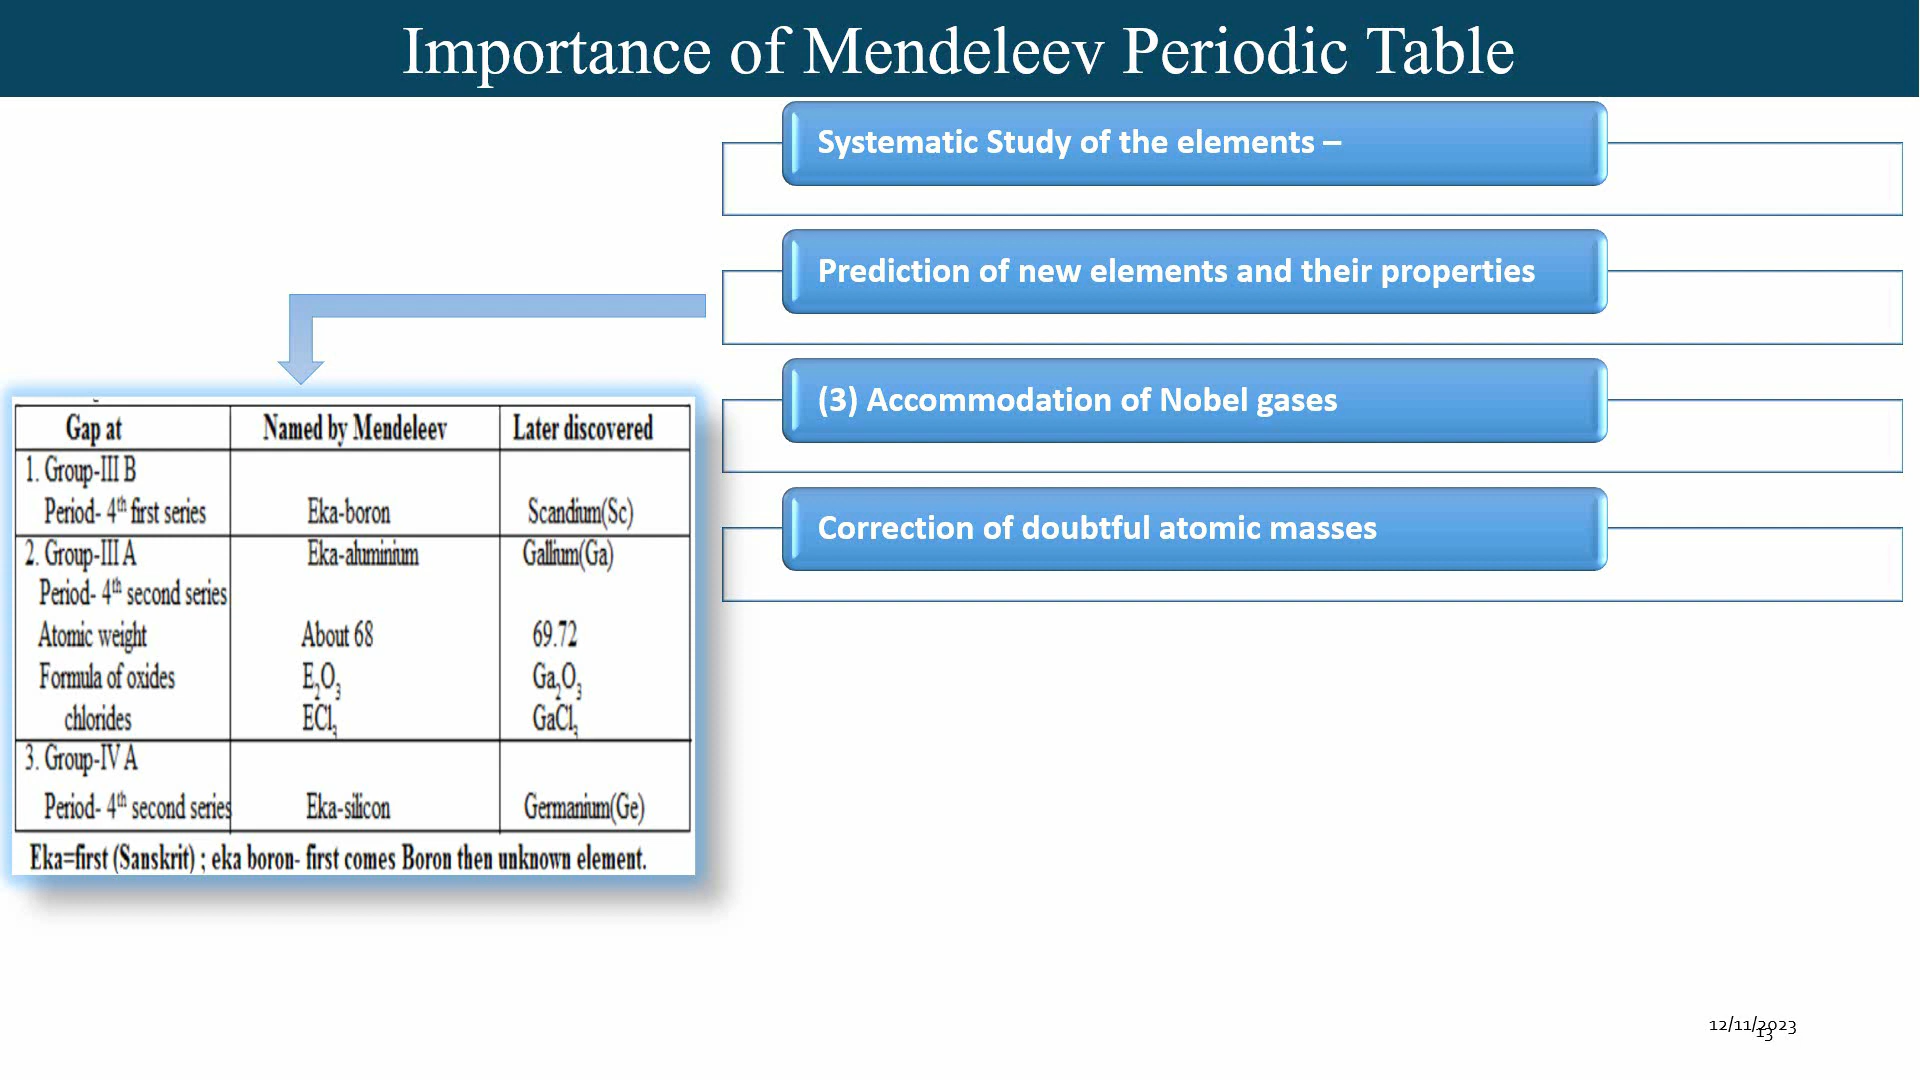 Importance of Mendeleev Periodic Table
Systematic Study of the elements –
Prediction of new elements and their properties
(3) Accommodation of Nobel gases
Correction of doubtful atomic masses
Gap at Named by Mendeleev Later discovered
1. Group-III B
Period- 4th first series Eka-boron Scandium(Sc)
2. Group-III A Eka-aluminium Gallium(Ga)
Period- 4th second series
Atomic weight About 68 69.72
Formula of oxides E2O3 Ga2O3
chlorides ECl3 GaCl3
3. Group-IV A
Period- 4th second series Eka-silicon Germanium(Ge)
Eka=first (Sanskrit) ; eka boron- first comes Boron then unknown element.
12/11/2023
13